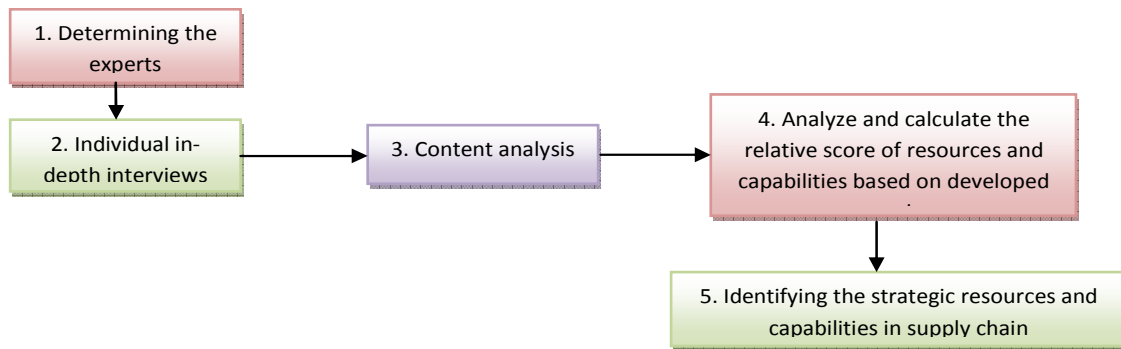 1. Determining the
experts
2. Individual in-
depth interviews
3. Content analysis
4. Analyze and calculate the
relative score of resources and
capabilities based on developed
5. Identifying the strategic resources and
capabilities in supply chain